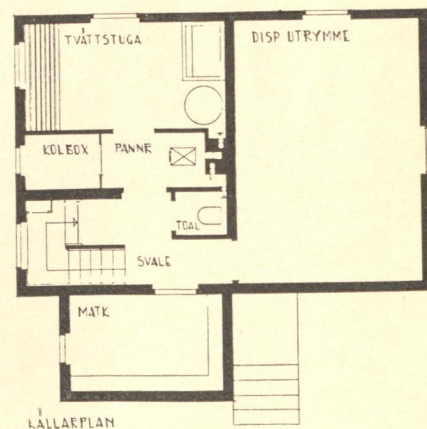 TVÄTTSTUGA
DISP UTRYMME
KOLBOX
PANNR
TOAL
SVALE
MATK
KÄLLARPLAN